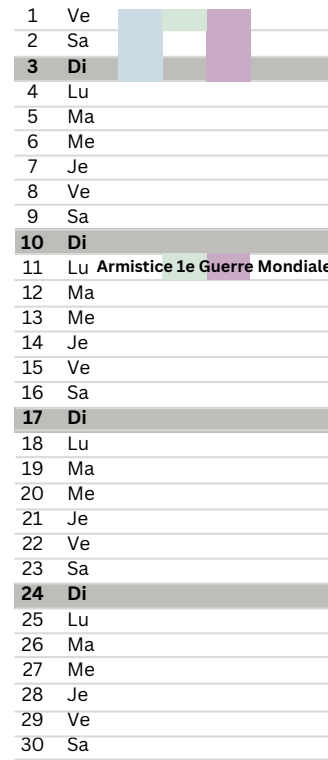 1 Ve
2 Sa
3 Di
4 Lu
5 Ma
6 Me
7 Je
8 Ve
9 Sa
10 Di
11 Lu Armistice 1e Guerre Mondiale
12 Ma
13 Me
14 Je
15 Ve
16 Sa
17 Di
18 Lu
19 Ma
20 Me
21 Je
22 Ve
23 Sa
24 Di
25 Lu
26 Ma
27 Me
28 Je
29 Ve
30 Sa